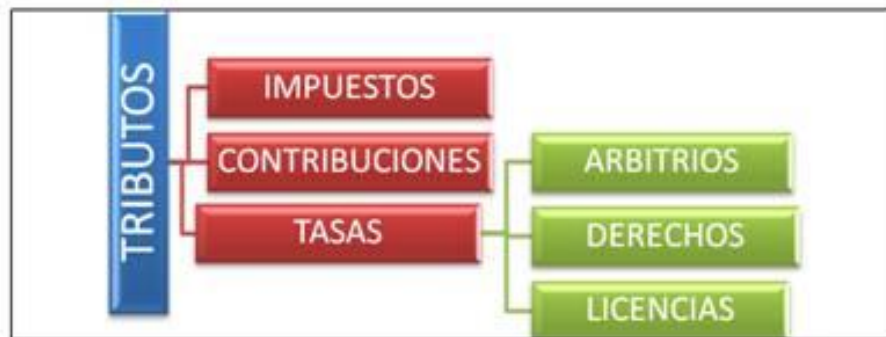 TRIBUTOS
IMPUESTOS
CONTRIBUCIONES
TASAS
ARBITRIOS
DERECHOS
LICENCIAS